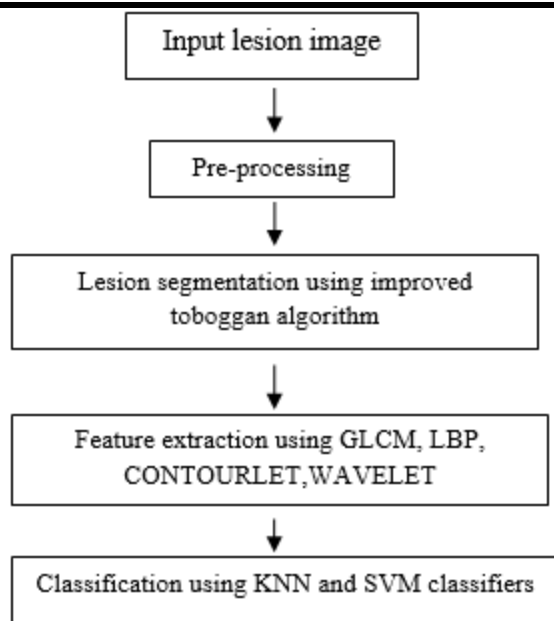 Input lesion image
Pre-processing
Lesion segmentation using improved
toboggan algorithm
Feature extraction using GLCM, LBP,
CONTOURLET,WAVELET
Classification using KNN and SVM classifiers